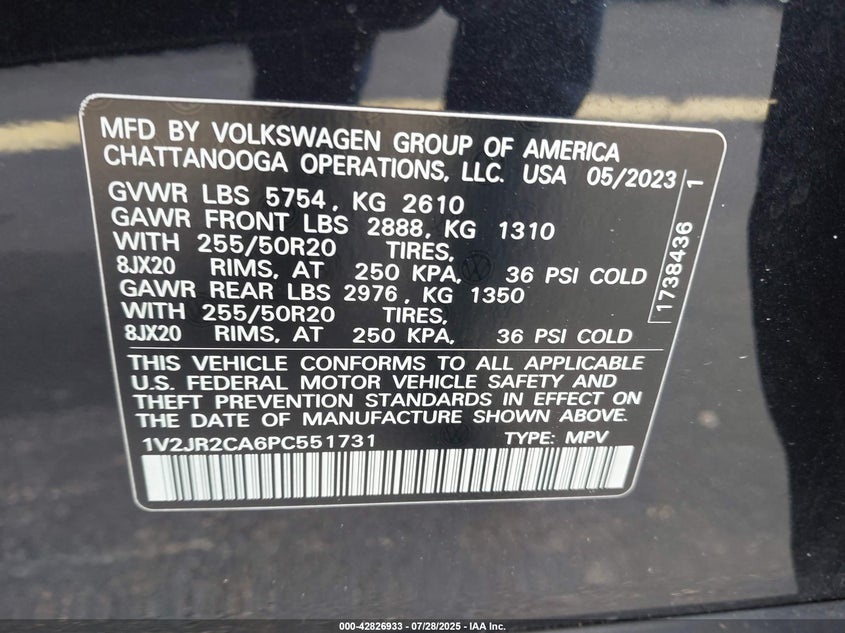 MFD BY VOLKSWAGEN GROUP OF AMERICA
CHATTANOOGA OPERATIONS, LLC. USA 05/2023
GVWR LBS 5754, KG 2610
GAWR FRONT LBS 2888, KG 1310
WITH 255/50R20 TIRES,
8JX20 RIMS, AT 250 KPA, 36 PSI COLD
GAWR REAR LBS 2976, KG 1350
WITH 255/50R20 TIRES,
8JX20 RIMS, AT 250 KPA, 36 PSI COLD
1738436 1
THIS VEHICLE CONFORMS TO ALL APPLICABLE
U.S. FEDERAL MOTOR VEHICLE SAFETY AND
THEFT PREVENTION STANDARDS IN EFFECT ON
THE DATE OF MANUFACTURE SHOWN ABOVE.
1V2JR2CA6PC551731 TYPE: MPV
000-42826933 - 07/28/2025 - IAA Inc.